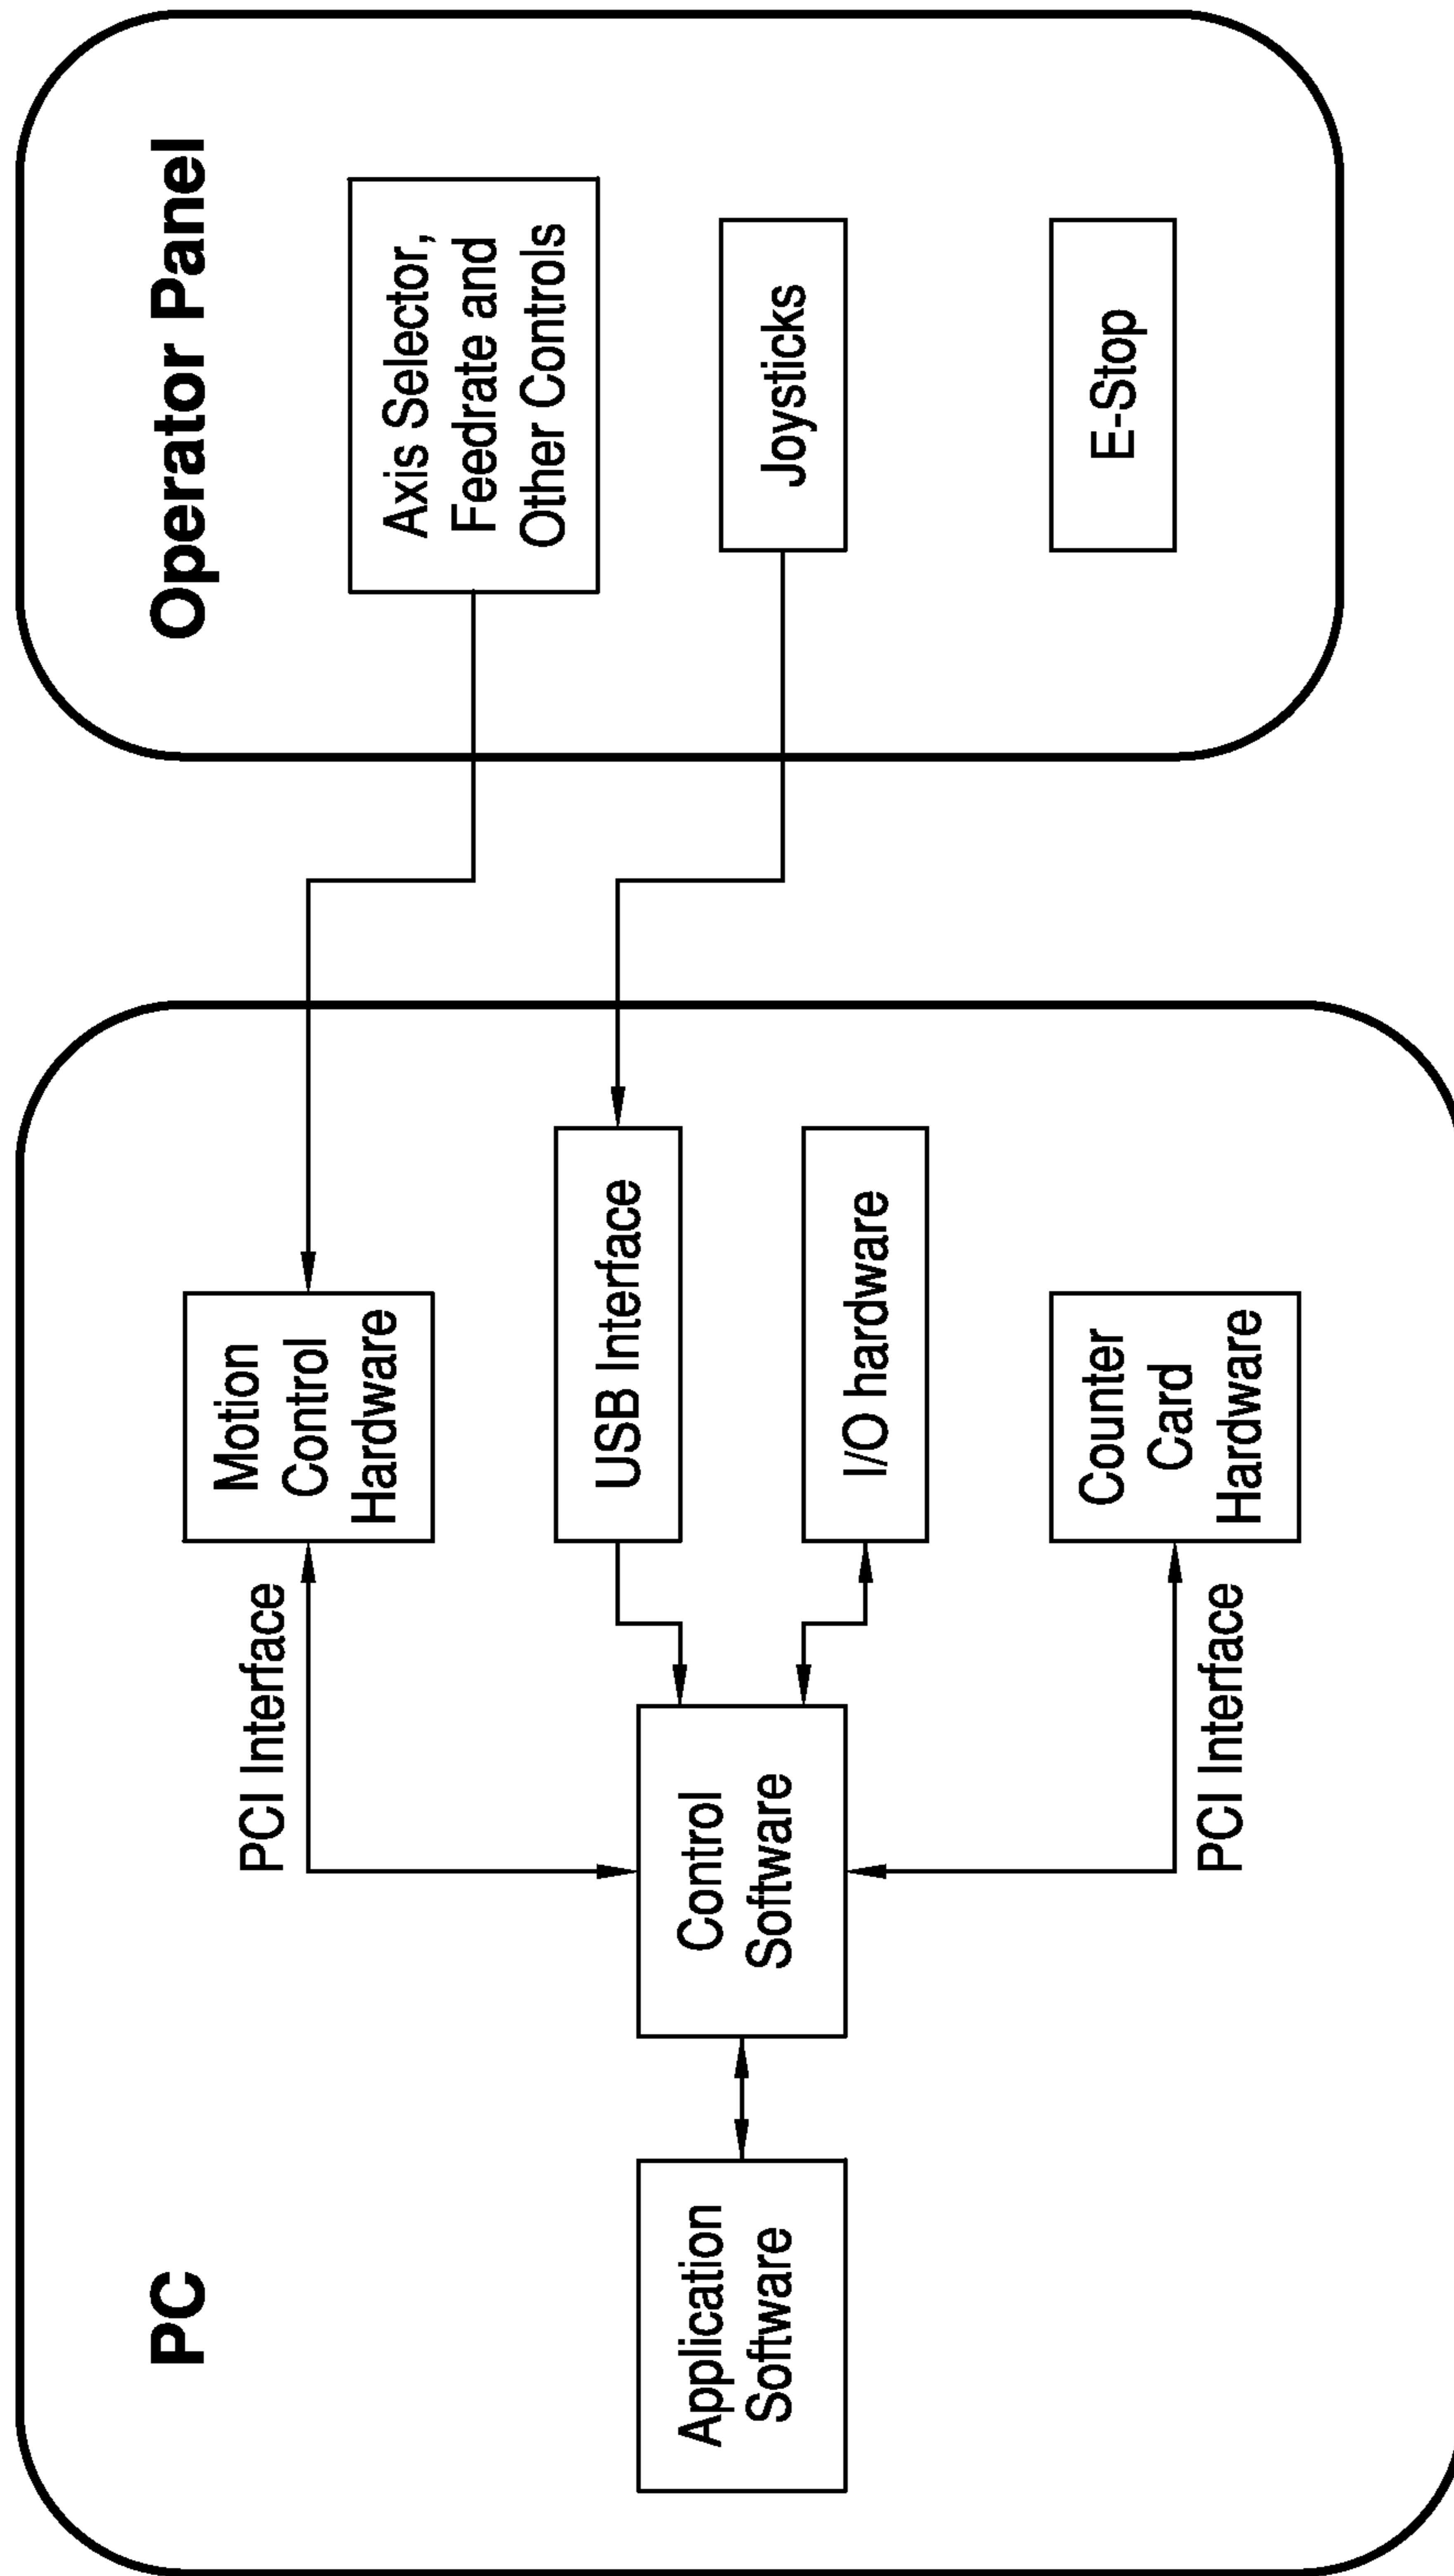 PC
Application
Software
Control
Software
PCI Interface
Motion
Control
Hardware
USB Interface
I/O hardware
PCI Interface
Counter
Card
Hardware
Operator Panel
Axis Selector,
Feedrate and
Other Controls
Joysticks
E-Stop